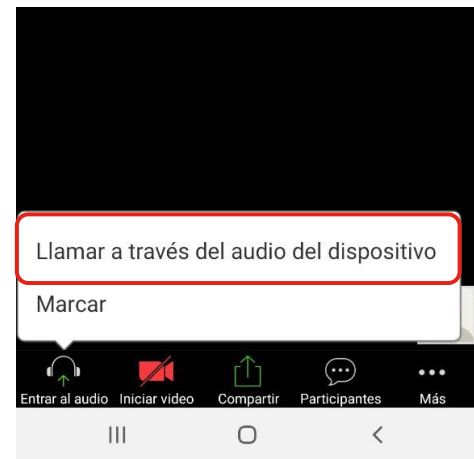 Llamar a través del audio del dispositivo
Marcar
Entrar al audio Iniciar video Compartir Participantes Más